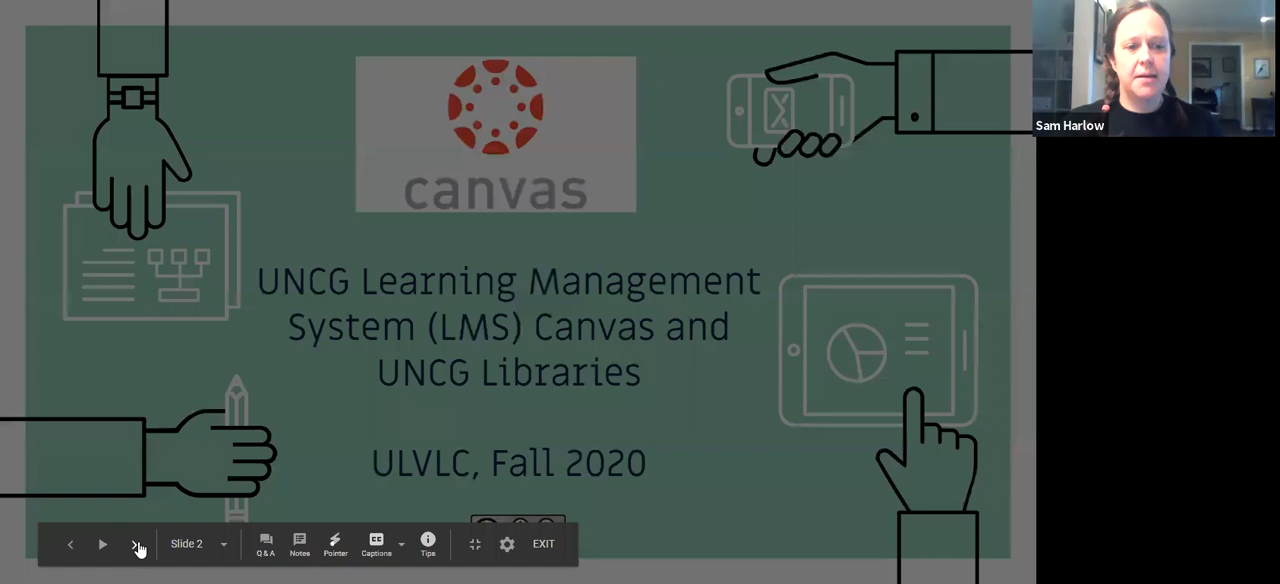 canvas
Sam Harlow
UNCG Learning Management
System (LMS) Canvas and
UNCG Libraries
ULVLC, Fall 2020
Slide 2
Q & A
Notes
Pointer
Captions
Tips
EXIT